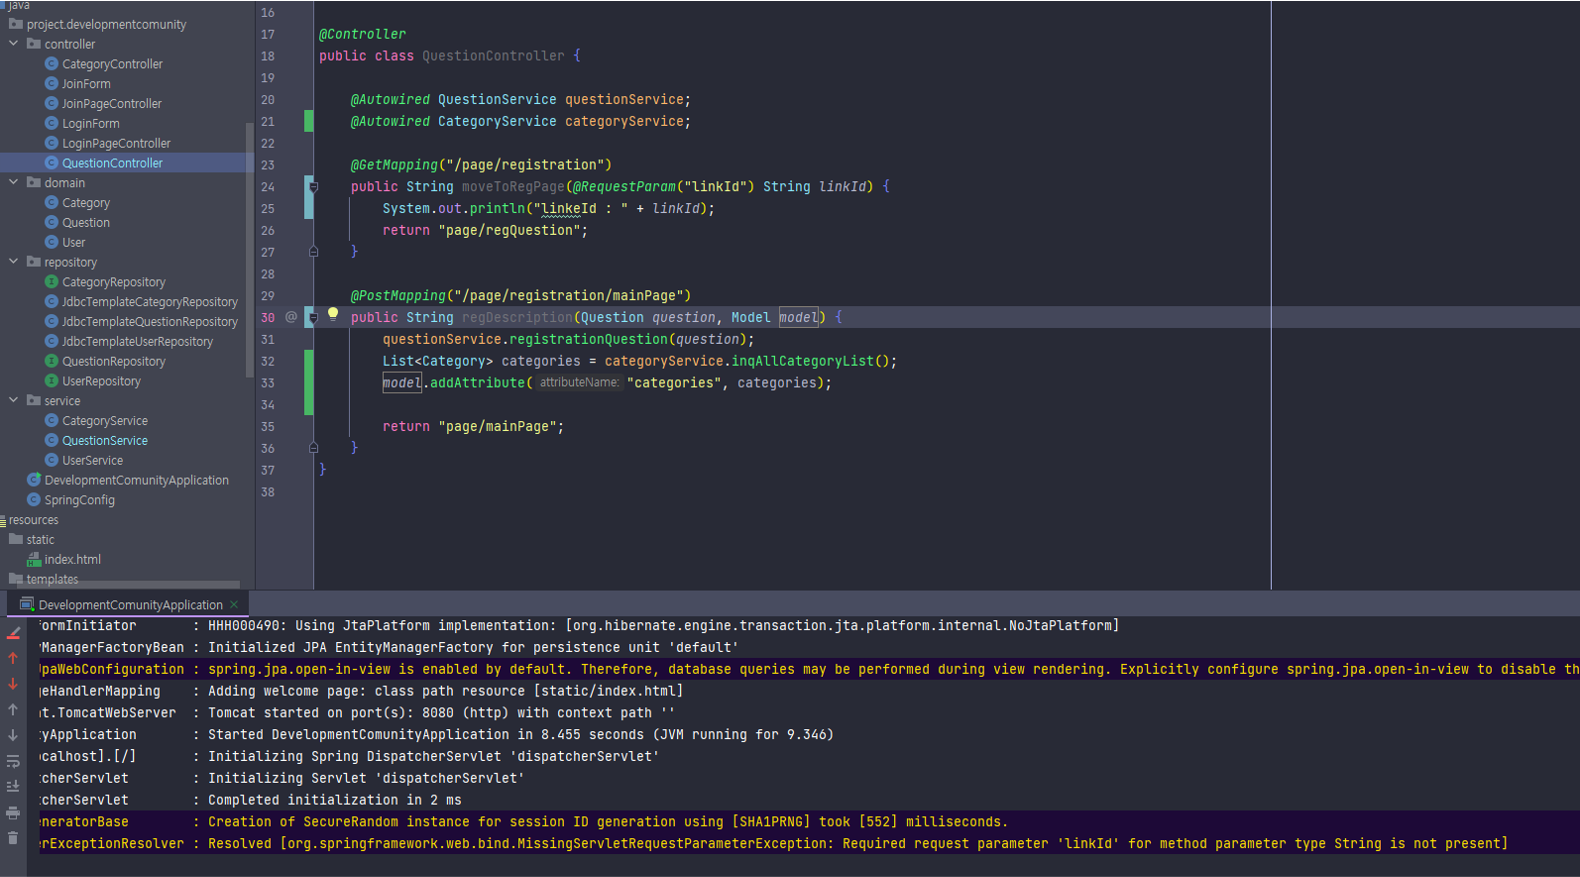 java
project.developmentcomunity
controller
CategoryController
JoinForm
JoinPageController
LoginForm
LoginPageController
QuestionController
domain
Category
Question
User
repository
CategoryRepository
JdbcTemplateCategoryRepository
JdbcTemplateQuestionRepository
JdbcTemplateUserRepository
QuestionRepository
UserRepository
service
CategoryService
QuestionService
UserService
DevelopmentComunityApplication
SpringConfig
resources
static
index.html
templates
16
17 @Controller
18 public class QuestionController {
19
20 @Autowired QuestionService questionService;
21 @Autowired CategoryService categoryService;
22
23 @GetMapping("/page/registration")
24 public String moveToRegPage(@RequestParam("linkId") String linkId) {
25 System.out.println("linkeId : " + linkId);
26 return "page/regQuestion";
27 }
28
29 @PostMapping("/page/registration/mainPage")
30 @ public String regDescription(Question question, Model model) {
31 questionService.registrationQuestion(question);
32 List<Category> categories = categoryService.inqAllCategoryList();
33 model.addAttribute( attributeName: "categories", categories);
34
35 return "page/mainPage";
36 }
37 }
38
DevelopmentComunityApplication ×
formInitiator : HHH000490: Using JtaPlatform implementation: [org.hibernate.engine.transaction.jta.platform.internal.NoJtaPlatform]
yManagerFactoryBean : Initialized JPA EntityManagerFactory for persistence unit 'default'
JpaWebConfiguration : spring.jpa.open-in-view is enabled by default. Therefore, database queries may be performed during view rendering. Explicitly configure spring.jpa.open-in-view to disable th
geHandlerMapping : Adding welcome page: class path resource [static/index.html]
at.TomcatWebServer : Tomcat started on port(s): 8080 (http) with context path ''
tyApplication : Started DevelopmentComunityApplication in 8.455 seconds (JVM running for 9.346)
ocalhost].[/] : Initializing Spring DispatcherServlet 'dispatcherServlet'
tcherServlet : Initializing Servlet 'dispatcherServlet'
tcherServlet : Completed initialization in 2 ms
eneratorBase : Creation of SecureRandom instance for session ID generation using [SHA1PRNG] took [552] milliseconds.
erExceptionResolver : Resolved [org.springframework.web.bind.MissingServletRequestParameterException: Required request parameter 'linkId' for method parameter type String is not present]